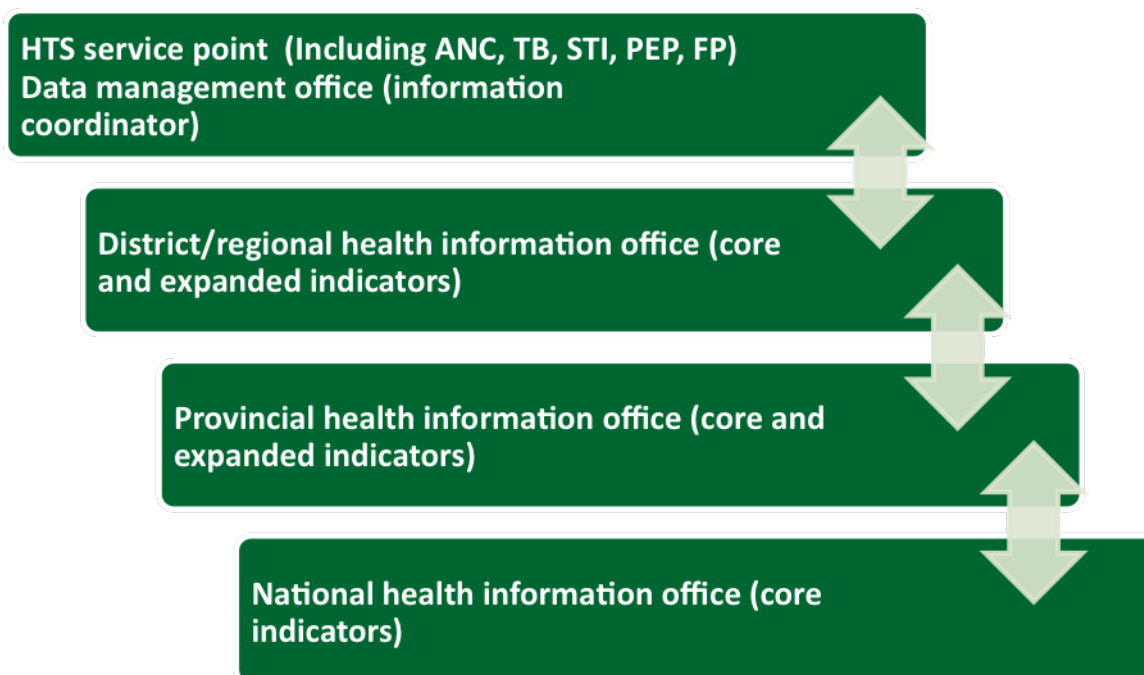 HTS service point  (Including ANC, TB, STI, PEP, FP)
Data management office (information
coordinator)
District/regional health information office (core
and expanded indicators)
Provincial health information office (core and
expanded indicators)
National health information office (core
indicators)